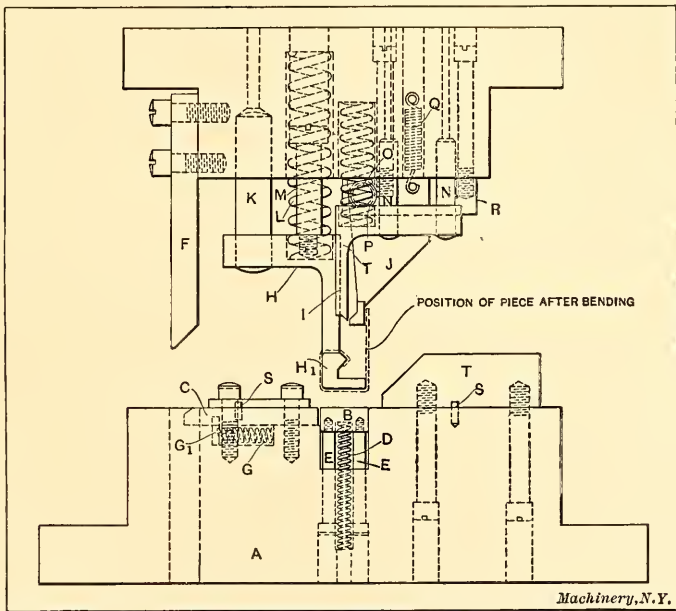 Q
O
K
M
L
N
N
R
F
P
T
J
H
I
POSITION OF PIECE AFTER BENDING
H1
T
C
S
S
B
G1
D
G
E
E
A
Machinery,N.Y.